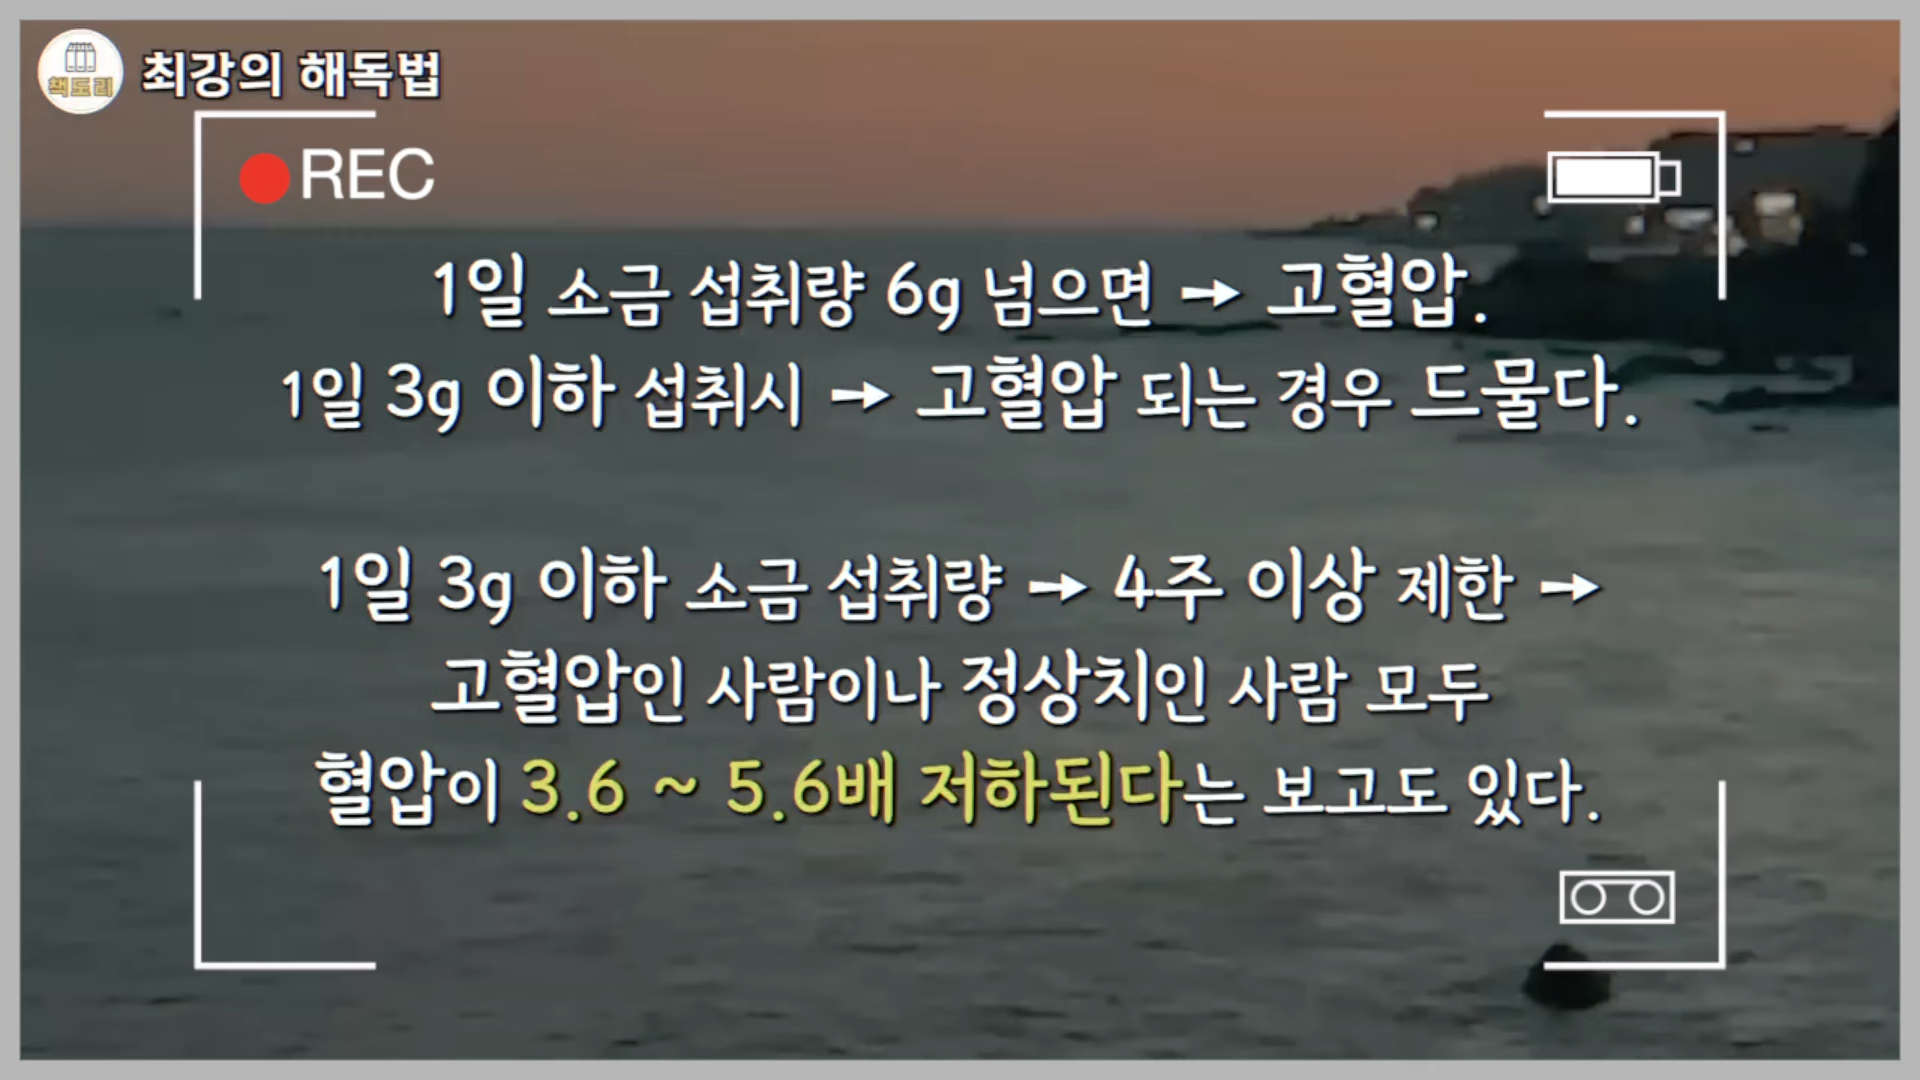 책도리
최강의 해독법
REC
1일 소금 섭취량 6g 넘으면 → 고혈압.
1일 3g 이하 섭취시 → 고혈압 되는 경우 드물다.
1일 3g 이하 소금 섭취량 → 4주 이상 제한 →
고혈압인 사람이나 정상치인 사람 모두
혈압이 3.6 ~ 5.6배 저하된다는 보고도 있다.